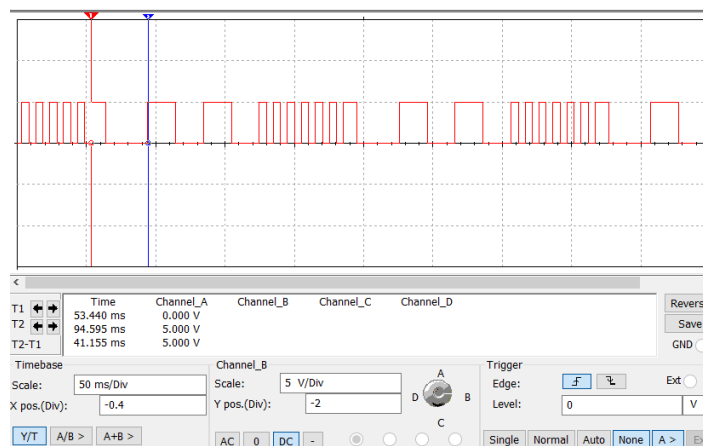 1
2
<
T1
T2
T2-T1
Time Channel_A Channel_B Channel_C Channel_D
53.440 ms 0.000 V
94.595 ms 5.000 V
41.155 ms 5.000 V
Revers
Save
GND
Timebase
Scale: 50 ms/Div
X pos.(Div): -0.4
Y/T A/B > A+B >
Channel_B
Scale: 5 V/Div
Y pos.(Div): -2
AC 0 DC -
A
D B
C
Trigger
Edge: Ext
Level: 0 V
Single Normal Auto None A >